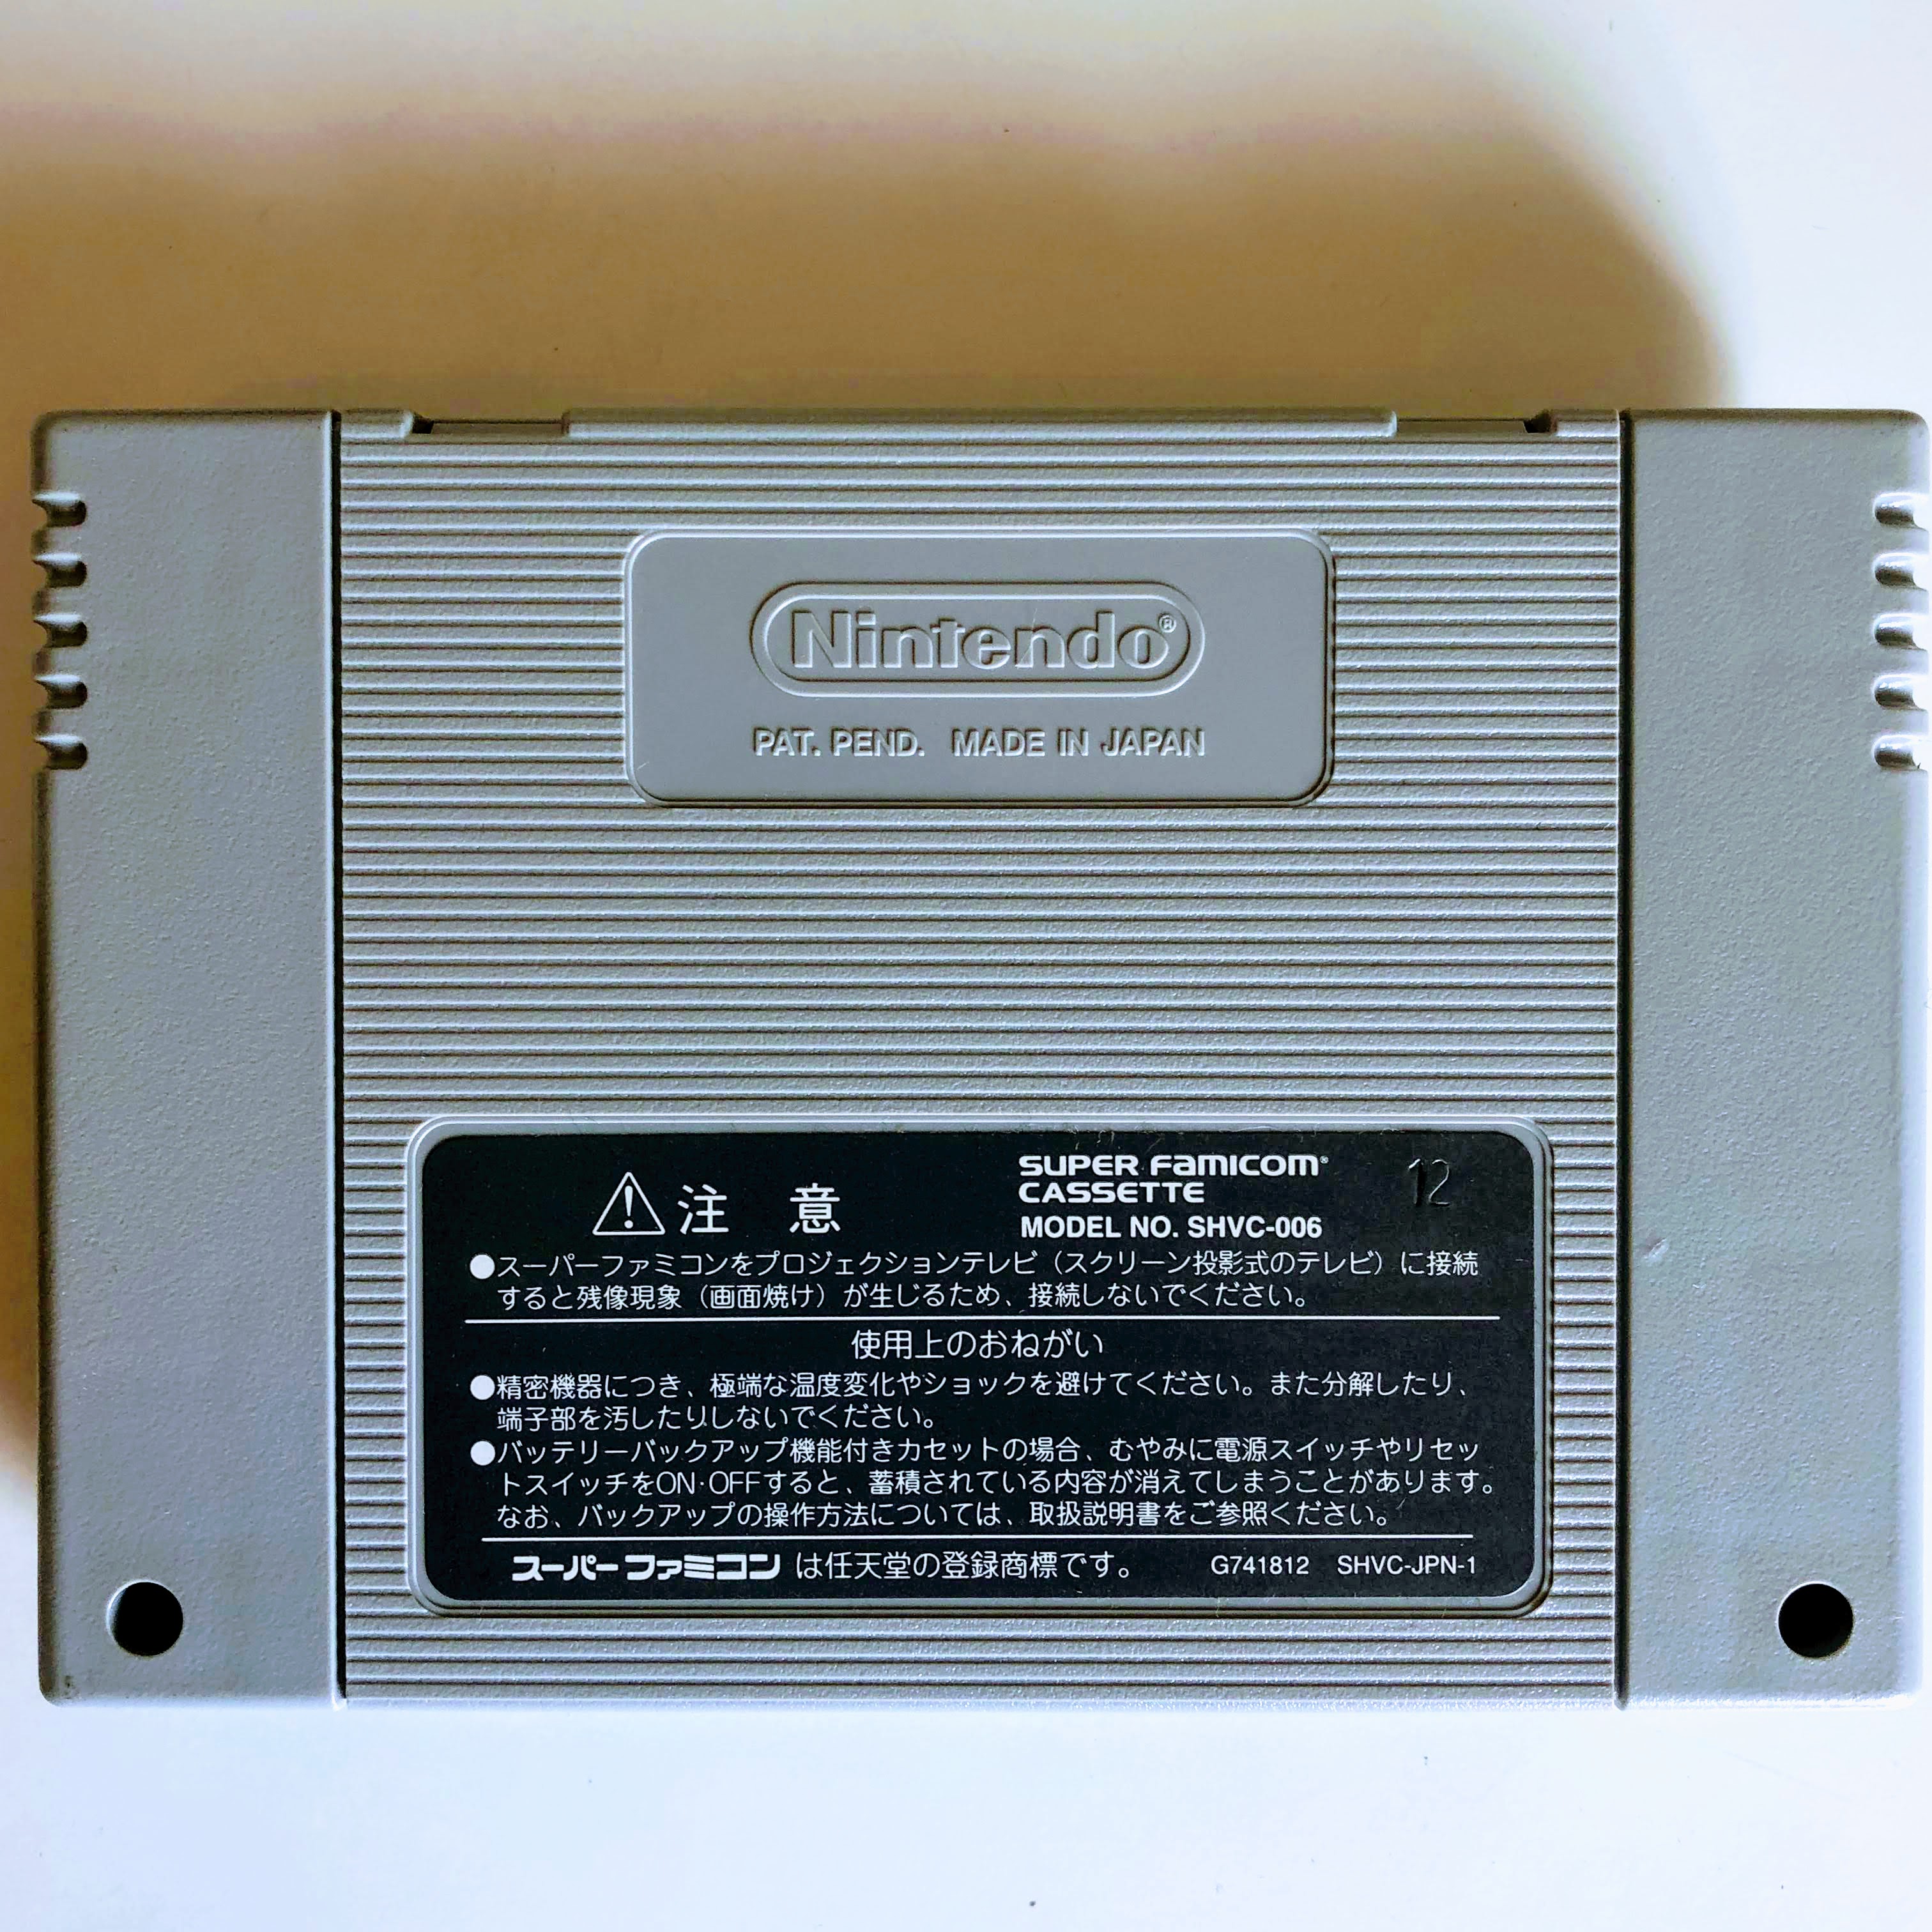 Nintendo®
PAT. PEND. MADE IN JAPAN
⚠注 意
SUPER FAMICOM®
CASSETTE
MODEL NO. SHVC-006
12
●スーパーファミコンをプロジェクションテレビ（スクリーン投影式のテレビ）に接続
すると残像現象（画面焼け）が生じるため、接続しないでください。
使用上のおねがい
●精密機器につき、極端な温度変化やショックを避けてください。また分解したり、
端子部を汚したりしないでください。
●バッテリーバックアップ機能付きカセットの場合、むやみに電源スイッチやリセッ
トスイッチをON·OFFすると、蓄積されている内容が消えてしまうことがあります。
なお、バックアップの操作方法については、取扱説明書をご参照ください。
スーパーファミコン は任天堂の登録商標です。 G741812 SHVC-JPN-1